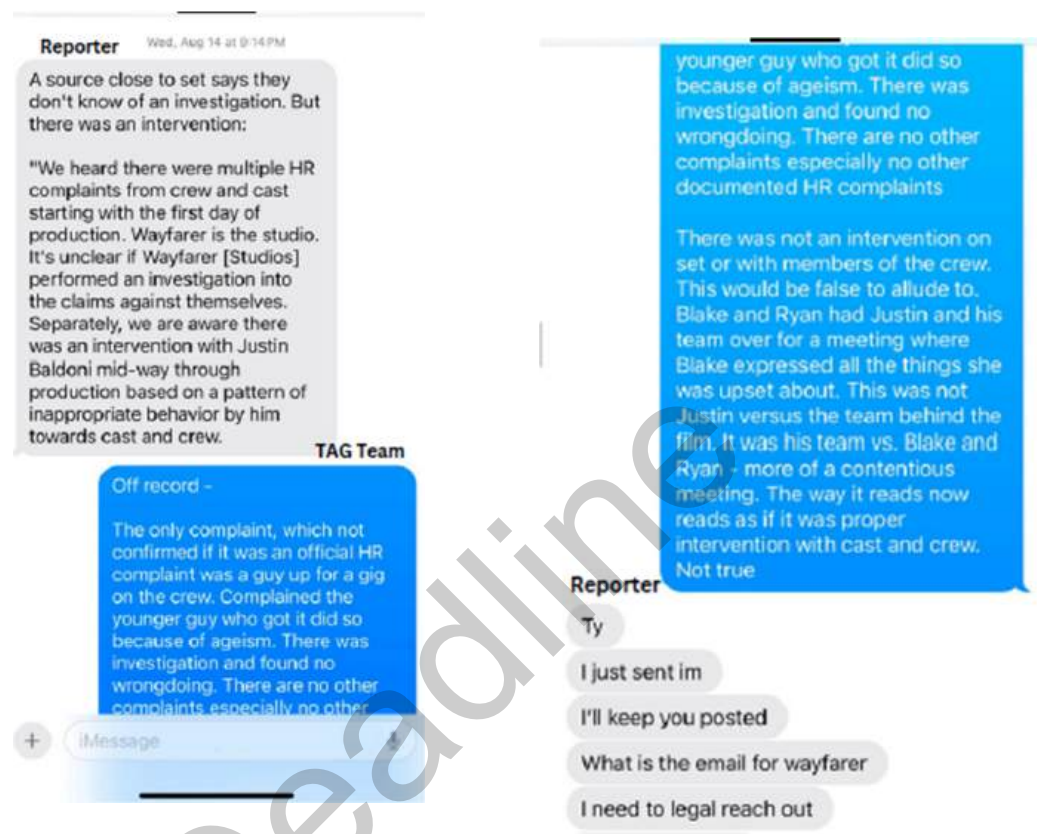 Reporter Wed, Aug 14 at 9:14 PM
A source close to set says they
don't know of an investigation. But
there was an intervention:
"We heard there were multiple HR
complaints from crew and cast
starting with the first day of
production. Wayfarer is the studio.
It's unclear if Wayfarer [Studios]
performed an investigation into
the claims against themselves.
Separately, we are aware there
was an intervention with Justin
Baldoni mid-way through
production based on a pattern of
inappropriate behavior by him
towards cast and crew.
TAG Team
Off record -
The only complaint, which not
confirmed if it was an official HR
complaint was a guy up for a gig
on the crew. Complained the
younger guy who got it did so
because of ageism. There was
investigation and found no
wrongdoing. There are no other
complaints especially no other
+ iMessage
younger guy who got it did so
because of ageism. There was
investigation and found no
wrongdoing. There are no other
complaints especially no other
documented HR complaints
There was not an intervention on
set or with members of the crew.
This would be false to allude to.
Blake and Ryan had Justin and his
team over for a meeting where
Blake expressed all the things she
was upset about. This was not
Justin versus the team behind the
film. It was his team vs. Blake and
Ryan - more of a contentious
meeting. The way it reads now
reads as if it was proper
intervention with cast and crew.
Not true
Reporter
Ty
I just sent im
I'll keep you posted
What is the email for wayfarer
I need to legal reach out
eadline